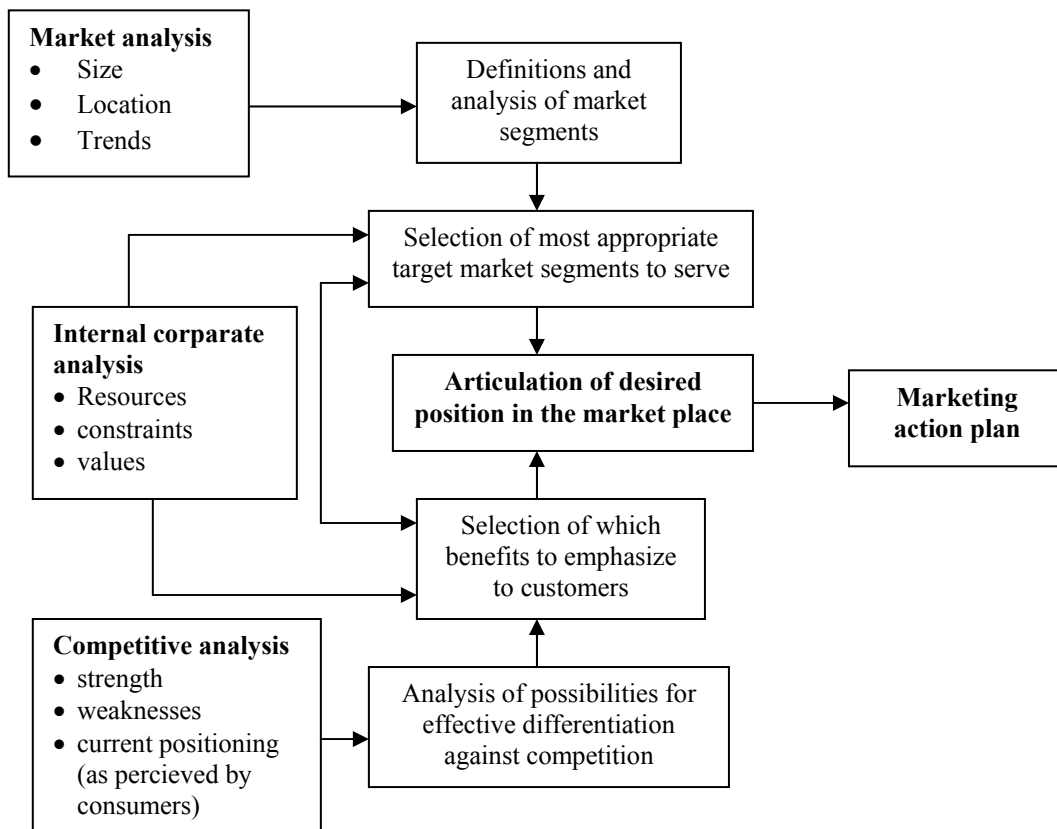 Market analysis
• Size
• Location
• Trends
Definitions and
analysis of market
segments
Selection of most appropriate
target market segments to serve
Internal corparate
analysis
• Resources
• constraints
• values
Articulation of desired
position in the market place
Marketing
action plan
Selection of which
benefits to emphasize
to customers
Competitive analysis
• strength
• weaknesses
• current positioning
(as percieved by
consumers)
Analysis of possibilities for
effective differentiation
against competition